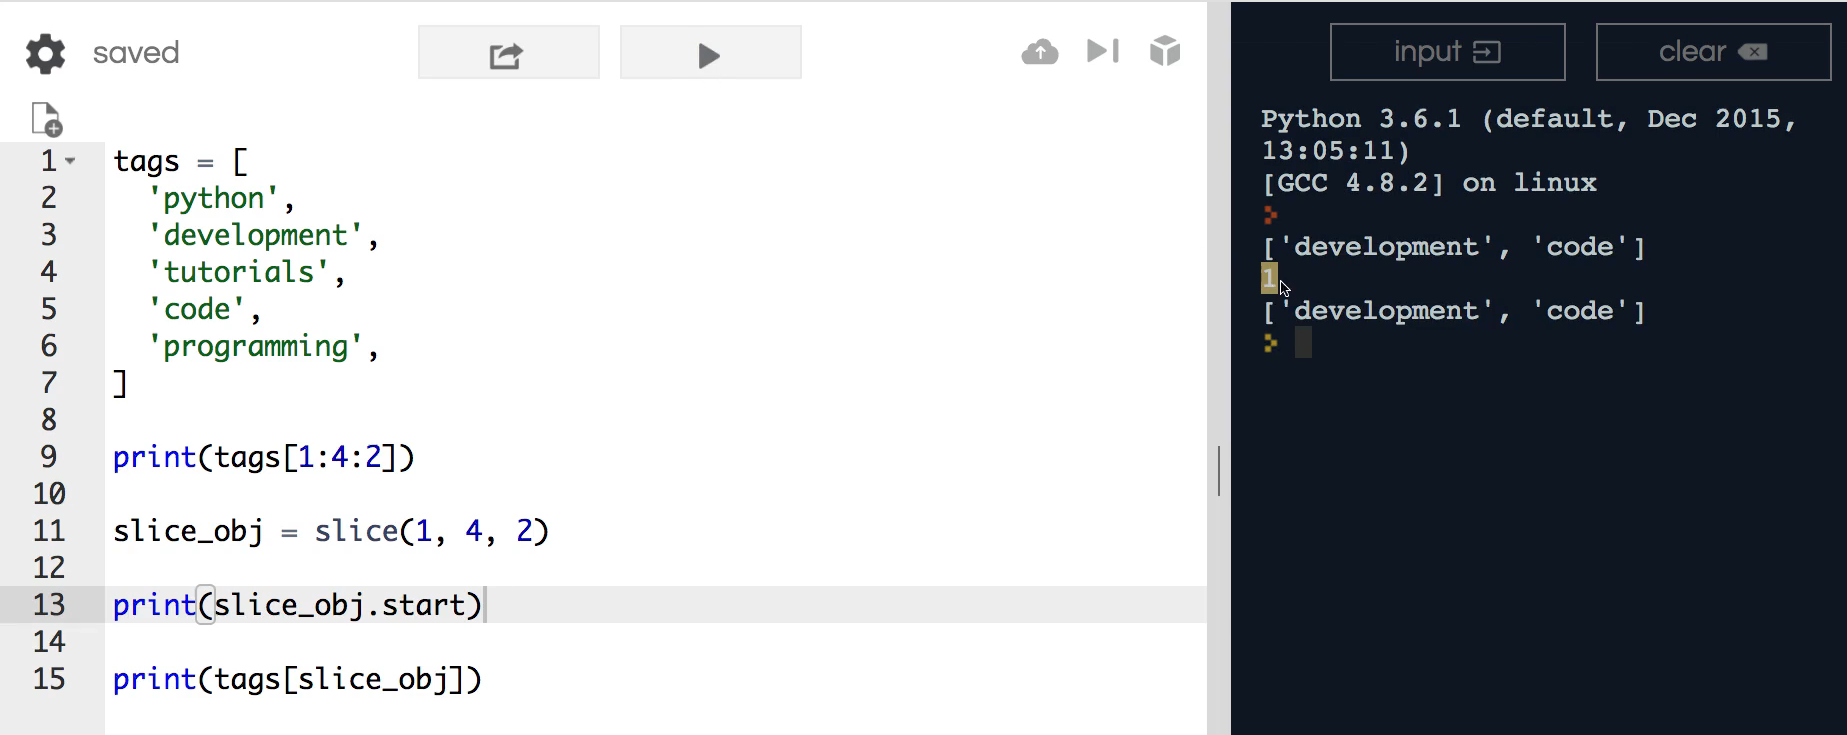 saved
input
clear
1 tags = [
2 'python',
3 'development',
4 'tutorials',
5 'code',
6 'programming',
7 ]
8
9 print(tags[1:4:2])
10
11 slice_obj = slice(1, 4, 2)
12
13 print(slice_obj.start)
14
15 print(tags[slice_obj])
Python 3.6.1 (default, Dec 2015,
13:05:11)
[GCC 4.8.2] on linux
['development', 'code']
1
['development', 'code']